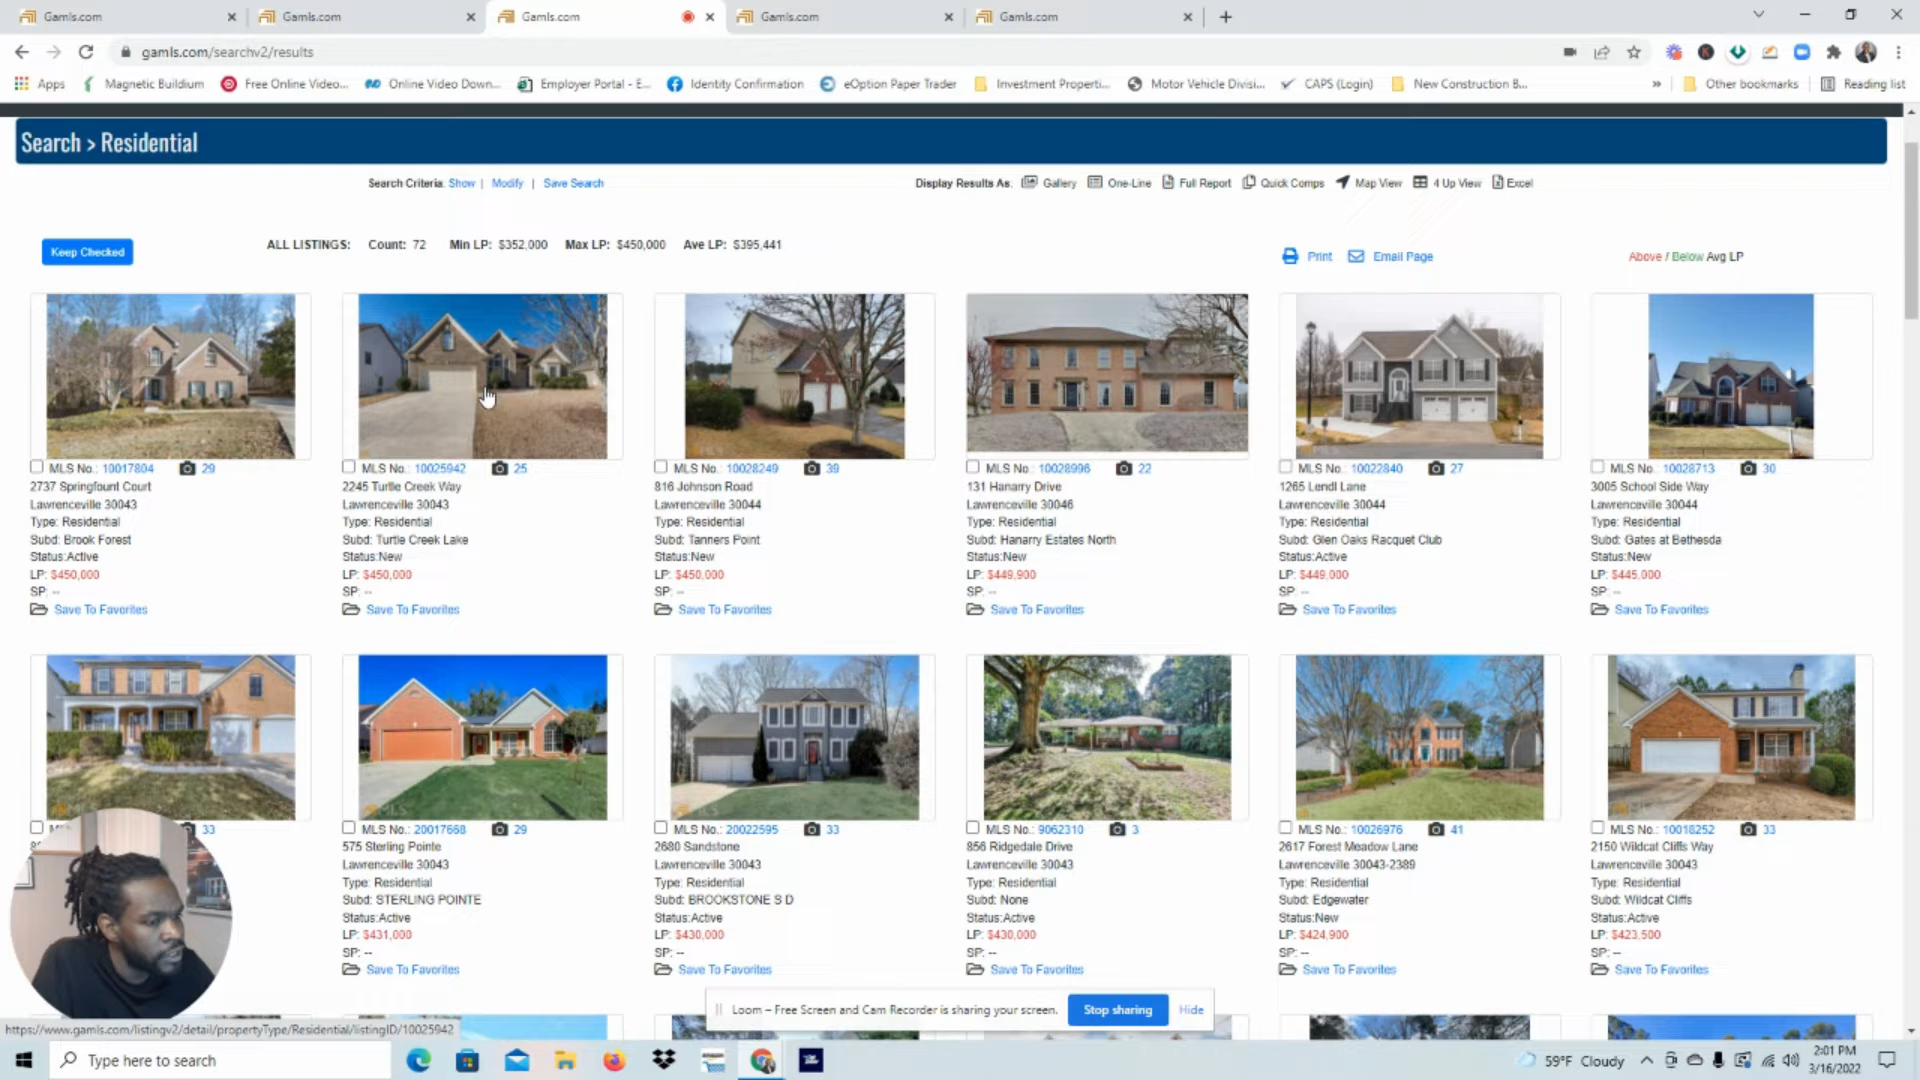 Gamls.com
Gamls.com
Gamls.com
Gamls.com
Gamls.com
gamls.com/searchv2/results
Apps Magnetic Buildium Free Online Video... Online Video Down... Employer Portal - E... Identity Confirmation eOption Paper Trader Investment Properti... Motor Vehicle Divisi... CAPS (Login) New Construction B... » Other bookmarks Reading list
Search > Residential
Search Criteria: Show | Modify | Save Search
Display Results As: Gallery One-Line Full Report Quick Comps Map View 4 Up View Excel
Keep Checked
ALL LISTINGS: Count: 72 Min LP: $352,000 Max LP: $450,000 Ave LP: $395,441
Print Email Page
Above / Below Avg LP
MLS No.: 10017804 29
2737 Springfount Court
Lawrenceville 30043
Type: Residential
Subd: Brook Forest
Status:Active
LP: $450,000
SP: --
Save To Favorites
MLS No.: 10025942 25
2245 Turtle Creek Way
Lawrenceville 30043
Type: Residential
Subd: Turtle Creek Lake
Status:New
LP: $450,000
SP: --
Save To Favorites
MLS No.: 10028249 39
816 Johnson Road
Lawrenceville 30044
Type: Residential
Subd: Tanners Point
Status:New
LP: $450,000
SP: --
Save To Favorites
MLS No.: 10028996 22
131 Hanarry Drive
Lawrenceville 30046
Type: Residential
Subd: Hanarry Estates North
Status:New
LP: $449,900
SP: --
Save To Favorites
MLS No.: 10022840 27
1265 Lendl Lane
Lawrenceville 30044
Type: Residential
Subd: Glen Oaks Racquet Club
Status:Active
LP: $449,000
SP: --
Save To Favorites
MLS No.: 10028713 30
3005 School Side Way
Lawrenceville 30044
Type: Residential
Subd: Gates at Bethesda
Status:New
LP: $445,000
SP: --
Save To Favorites
33
MLS No.: 20017668 29
575 Sterling Pointe
Lawrenceville 30043
Type: Residential
Subd: STERLING POINTE
Status:Active
LP: $431,000
SP: --
Save To Favorites
MLS No.: 20022595 33
2680 Sandstone
Lawrenceville 30043
Type: Residential
Subd: BROOKSTONE S D
Status:Active
LP: $430,000
SP: --
Save To Favorites
MLS No.: 9062310 3
856 Ridgedale Drive
Lawrenceville 30043
Type: Residential
Subd: None
Status:Active
LP: $430,000
SP: --
Save To Favorites
MLS No.: 10026976 41
2617 Forest Meadow Lane
Lawrenceville 30043-2389
Type: Residential
Subd: Edgewater
Status:New
LP: $424,900
SP: --
Save To Favorites
MLS No.: 10018252 33
2150 Wildcat Cliffs Way
Lawrenceville 30043
Type: Residential
Subd: Wildcat Cliffs
Status:Active
LP: $423,500
SP: --
Save To Favorites
Loom – Free Screen and Cam Recorder is sharing your screen. Stop sharing Hide
https://www.gamls.com/listingv2/detail/propertyType/Residential/listingID/10025942
Type here to search
59°F Cloudy
2:01 PM
3/16/2022